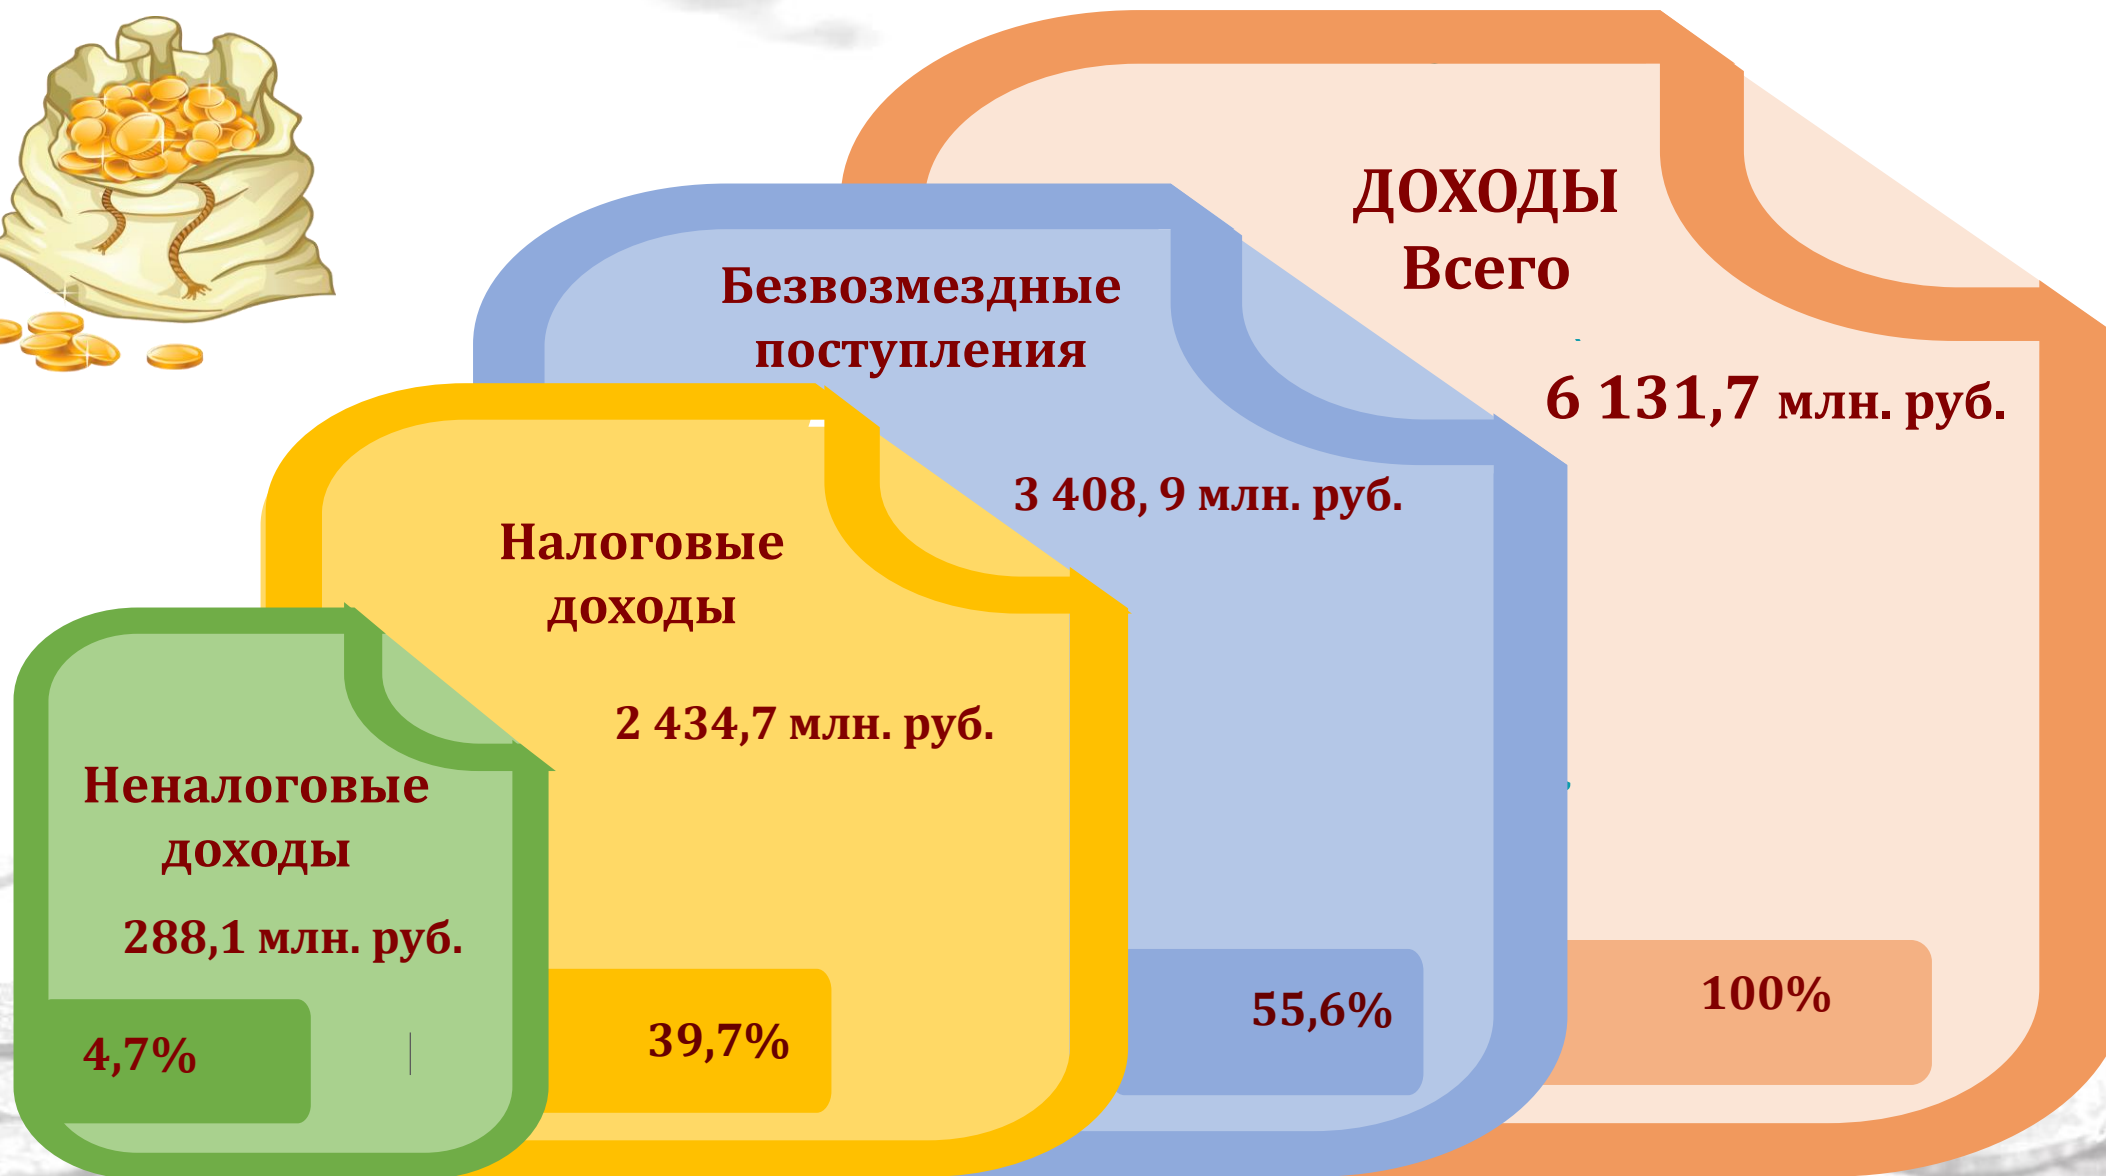 ДОХОДЫ
Всего
6 131,7 млн. руб.
100%
Безвозмездные
поступления
3 408, 9 млн. руб.
55,6%
Налоговые
доходы
2 434,7 млн. руб.
39,7%
Неналоговые
доходы
288,1 млн. руб.
4,7%